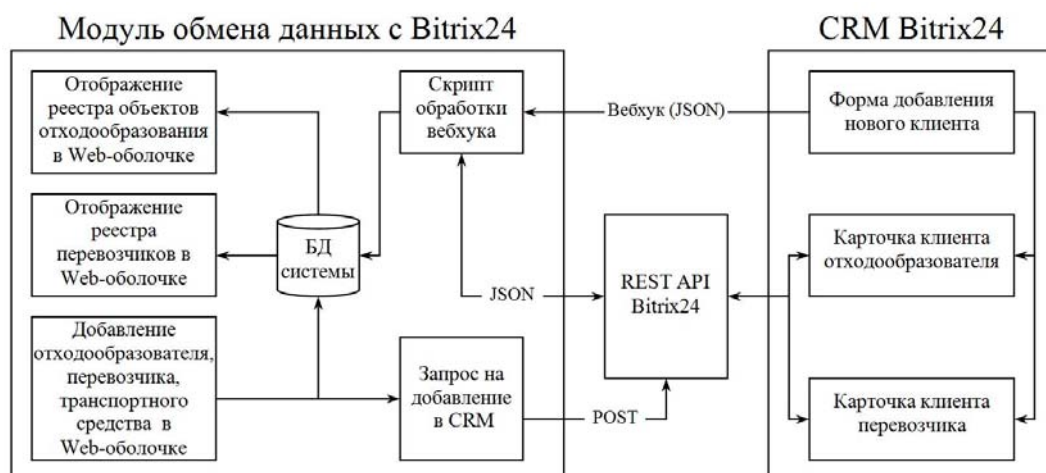 Модуль обмена данных с Bitrix24
CRM Bitrix24
Отображение
реестра объектов
отходообразования
в Web-оболочке
Скрипт
обработки
вебхука
Вебхук (JSON)
Форма добавления
нового клиента
Отображение
реестра
перевозчиков в
Web-оболочке
БД
системы
JSON
REST API
Bitrix24
Карточка клиента
отходообразователя
Добавление
отходообразователя,
перевозчика,
транспортного
средства в
Web-оболочке
Запрос на
добавление
в CRM
POST
Карточка клиента
перевозчика